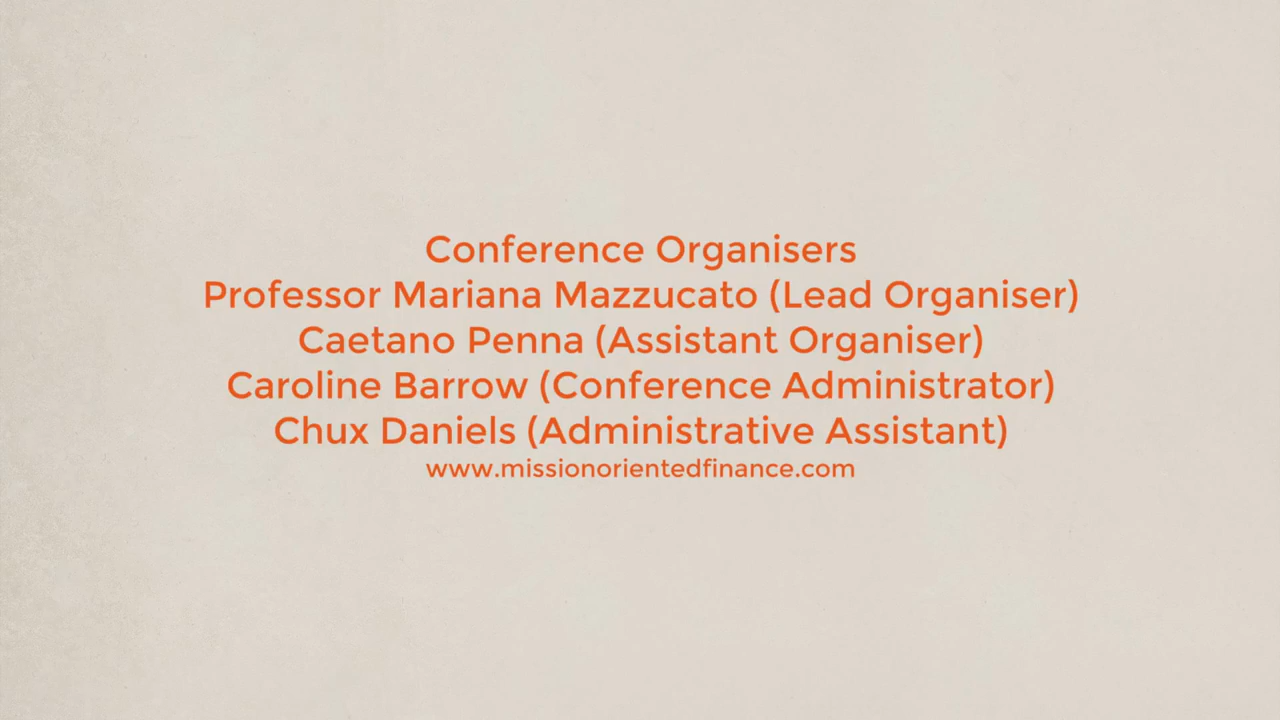 Conference Organisers
Professor Mariana Mazzucato (Lead Organiser)
Caetano Penna (Assistant Organiser)
Caroline Barrow (Conference Administrator)
Chux Daniels (Administrative Assistant)
www.missionorientedfinance.com